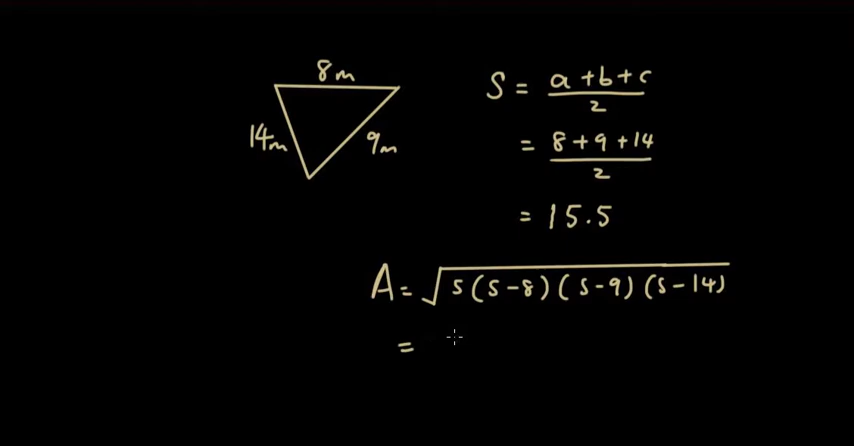 8m
14m
9m
S = a+b+c
2
= 8+9+14
2
= 15.5
A = √s(s-8)(s-9)(s-14)
=